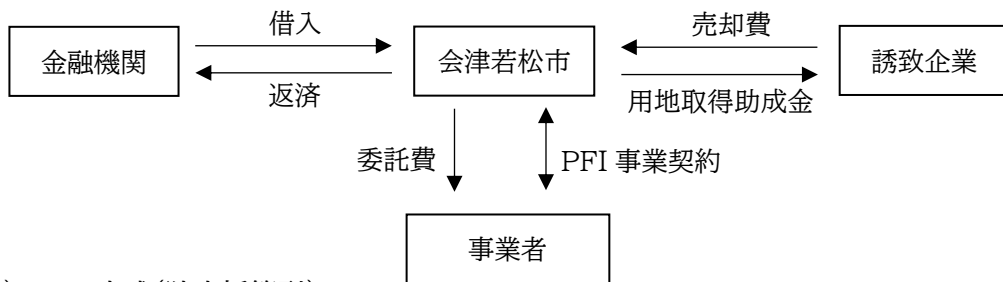 借入
売却費
金融機関
会津若松市
誘致企業
返済
用地取得助成金
委託費
PFI 事業契約
事業者